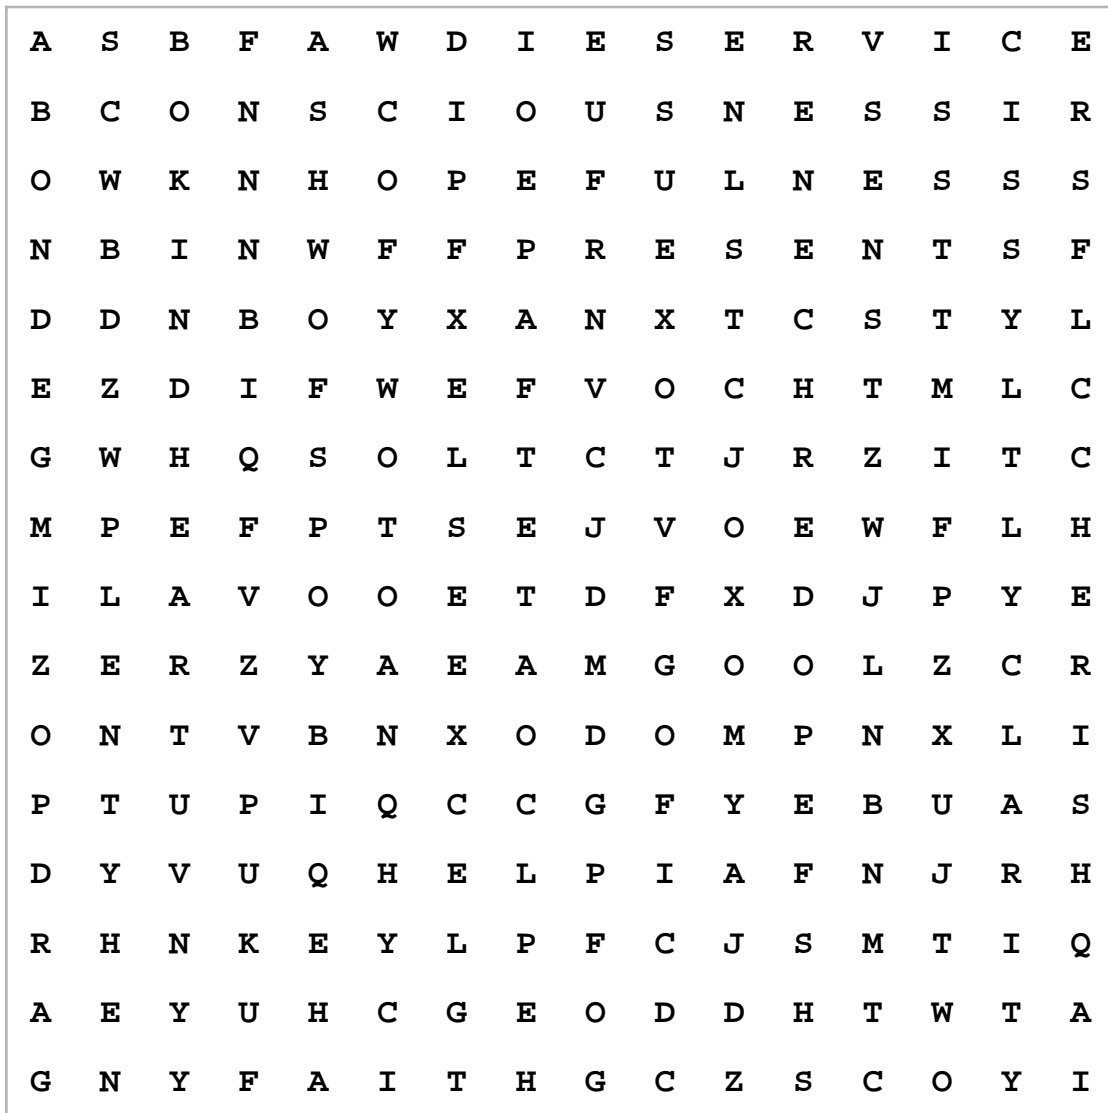 A S B F A W D I E S E R V I C E
B C O N S C I O U S N E S S I R
O W K N H O P E F U L N E S S S
N B I N W F F P R E S E N T S F
D D N B O Y X A N X T C S T Y L
E Z D I F W E F V O C H T M L C
G W H Q S O L T C T J R Z I T C
M P E F P T S E J V O E W F L H
I L A V O O E T D F X D J P Y E
Z E R Z Y A E A M G O O L Z C R
O N T V B N X O D O M P N X L I
P T U P I Q C C G F Y E B U A S
D Y V U Q H E L P I A F N J R H
R H N K E Y L P F C J S M T I Q
A E Y U H C G E O D D H T W T A
G N Y F A I T H G C Z S C O Y I